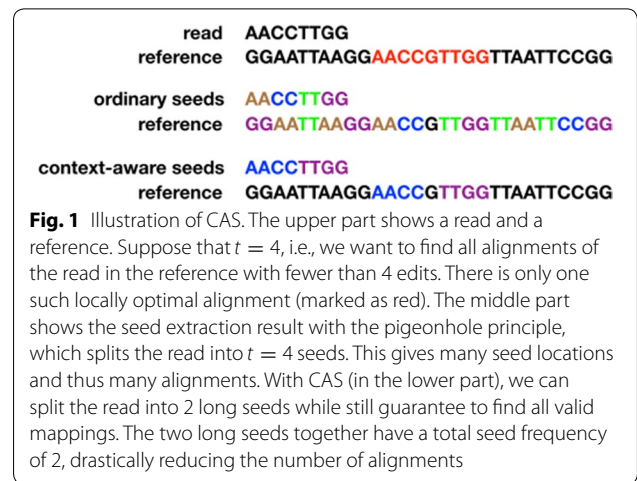 read AACCTTGG
reference GGAATTAAGGAACCGTTGGTTAATTCCGG
ordinary seeds AACCTTGG
reference GGAATTAAGGAACCGTTGGTTAATTCCGG
context-aware seeds AACCTTGG
reference GGAATTAAGGAACCGTTGGTTAATTCCGG
Fig. 1 Illustration of CAS. The upper part shows a read and a
reference. Suppose that t = 4, i.e., we want to find all alignments of
the read in the reference with fewer than 4 edits. There is only one
such locally optimal alignment (marked as red). The middle part
shows the seed extraction result with the pigeonhole principle,
which splits the read into t = 4 seeds. This gives many seed locations
and thus many alignments. With CAS (in the lower part), we can
split the read into 2 long seeds while still guarantee to find all valid
mappings. The two long seeds together have a total seed frequency
of 2, drastically reducing the number of alignments